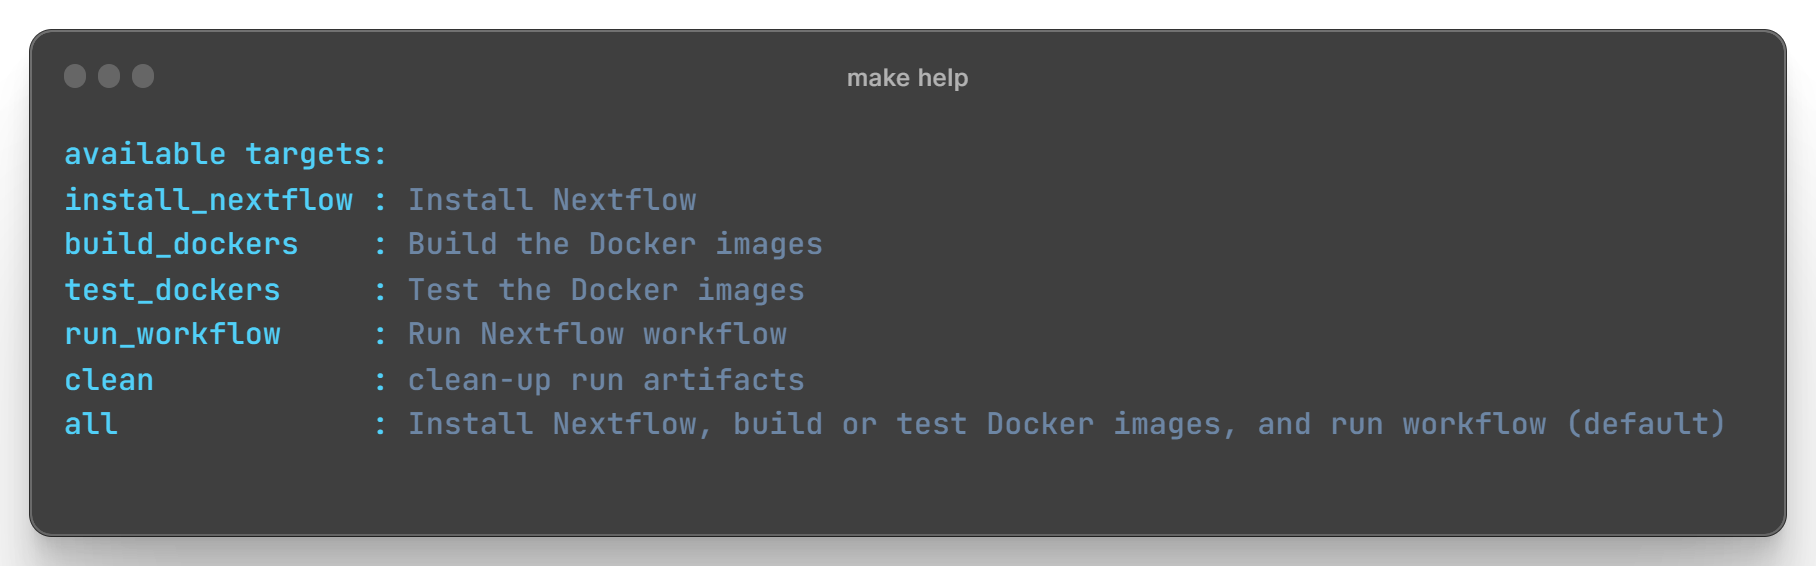 make help
available targets:
install_nextflow : Install Nextflow
build_dockers    : Build the Docker images
test_dockers     : Test the Docker images
run_workflow     : Run Nextflow workflow
clean            : clean-up run artifacts
all              : Install Nextflow, build or test Docker images, and run workflow (default)